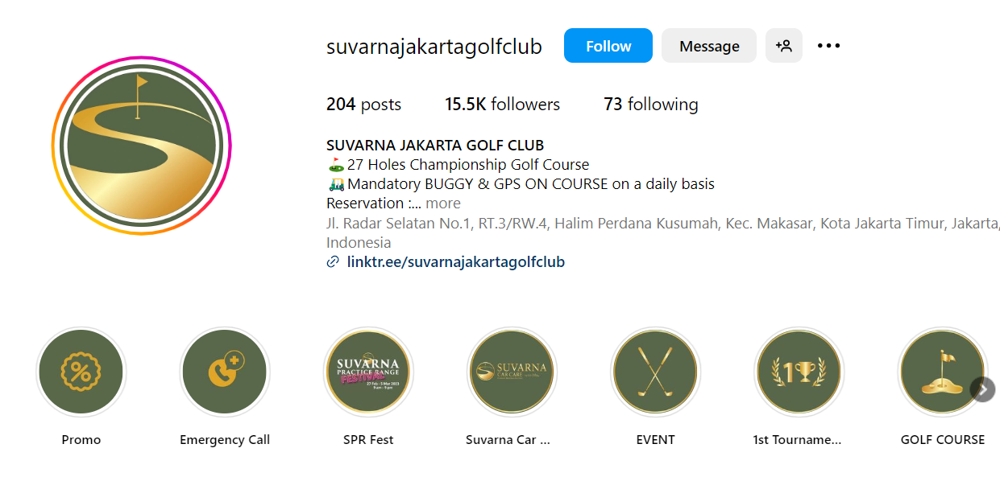 suvarnajakartagolfclub
Follow
Message
204 posts
15.5K followers
73 following
SUVARNA JAKARTA GOLF CLUB
⛳27 Holes Championship Golf Course
🛺Mandatory BUGGY & GPS ON COURSE on a daily basis
Reservation :... more
Jl. Radar Selatan No.1, RT.3/RW.4, Halim Perdana Kusumah, Kec. Makasar, Kota Jakarta Timur, Jakarta,
Indonesia
linktr.ee/suvarnajakartagolfclub
%
SUVARNA
PRACTICE RANGE
FESTIVAL
27 Feb - 5 Mar 2023
9 am - 9 pm
SUVARNA
CAR CARE
1
Promo
Emergency Call
SPR Fest
Suvarna Car ...
EVENT
1st Tourname...
GOLF COURSE